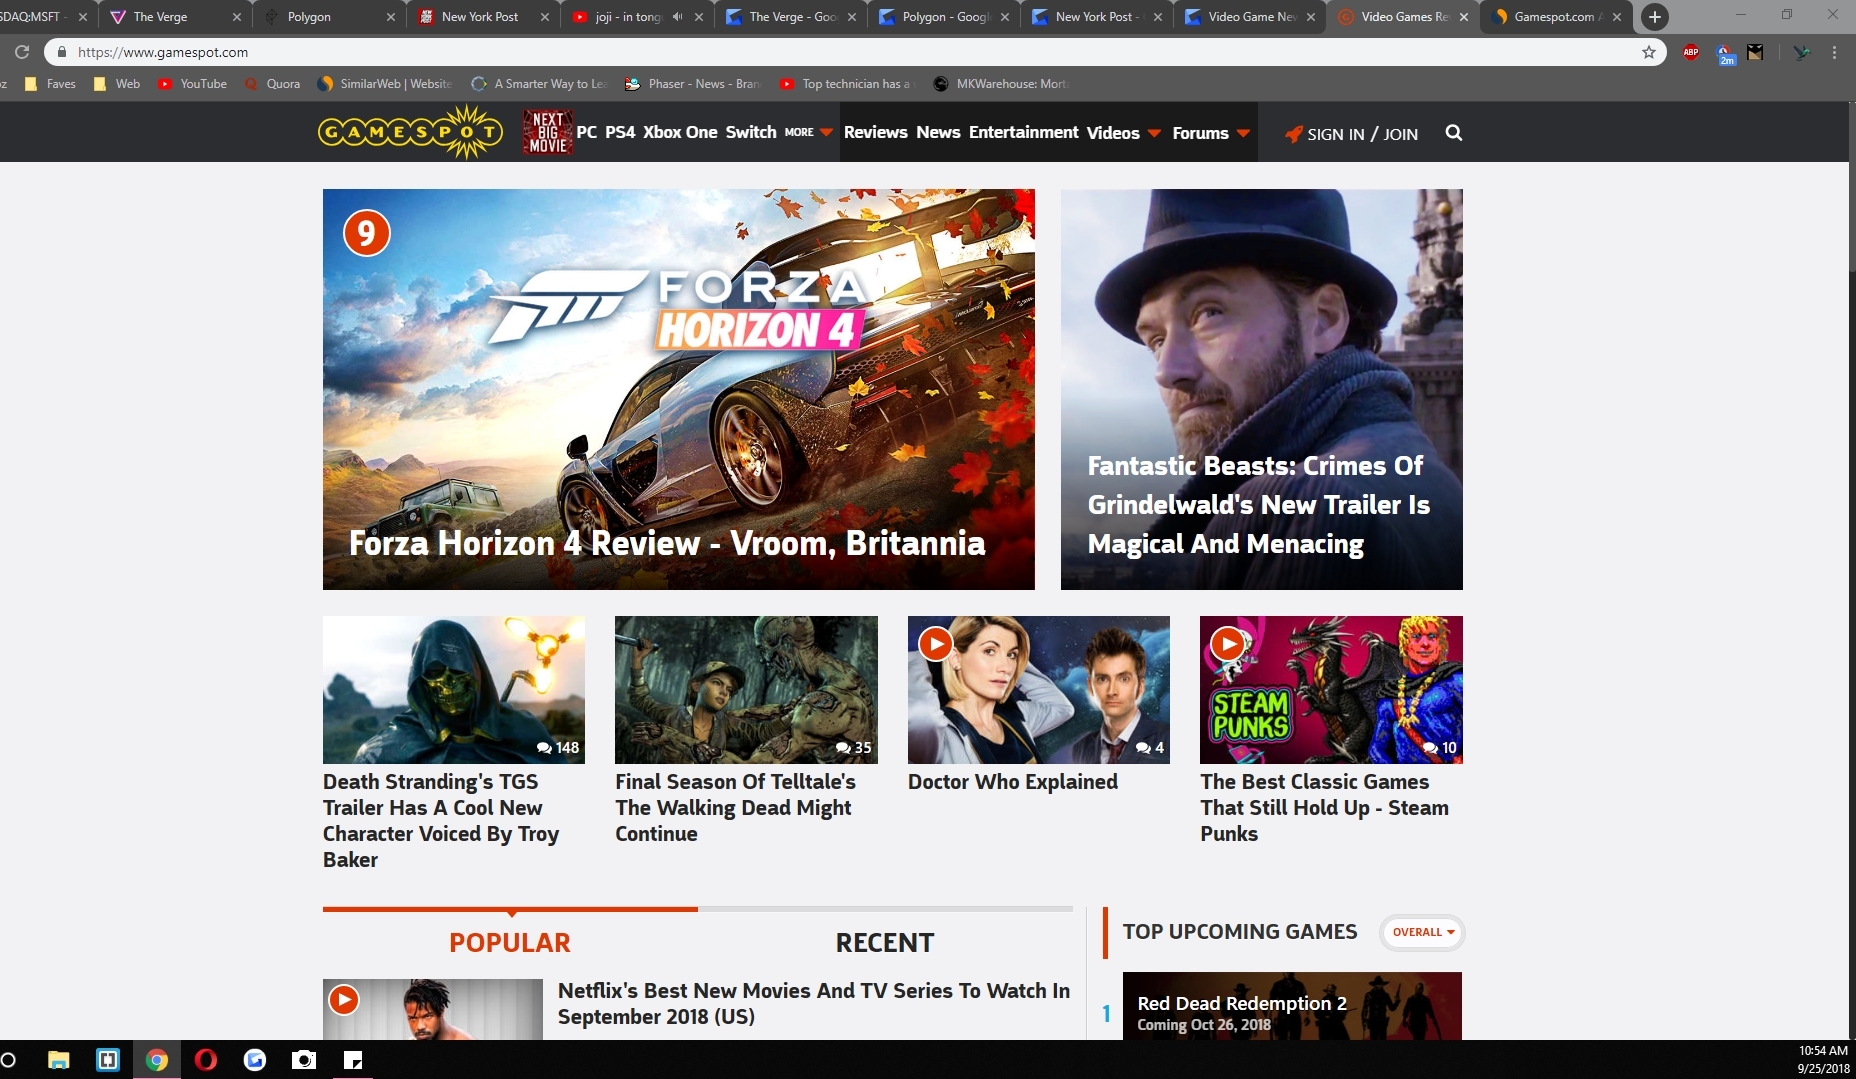 SDAQ:MSFT -
The Verge
Polygon
New York Post
joji - in tong
The Verge - Goo
Polygon - Googl
New York Post -
Video Game New
Video Games Re
Gamespot.com A
https://www.gamespot.com
ABP
2m
oz
Faves
Web
YouTube
Quora
SimilarWeb | Website
A Smarter Way to Lea
Phaser - News - Bran
Top technician has a
MKWarehouse: Morta
GAMESPOT
NEXT
BIG
MOVIE
PC PS4 Xbox One Switch MORE
Reviews News Entertainment Videos Forums
SIGN IN / JOIN
9
FORZA
HORIZON 4
Forza Horizon 4 Review - Vroom, Britannia
Fantastic Beasts: Crimes Of
Grindelwald's New Trailer Is
Magical And Menacing
148
Death Stranding's TGS
Trailer Has A Cool New
Character Voiced By Troy
Baker
35
Final Season Of Telltale's
The Walking Dead Might
Continue
4
Doctor Who Explained
STEAM
PUNKS
10
The Best Classic Games
That Still Hold Up - Steam
Punks
POPULAR
RECENT
Netflix's Best New Movies And TV Series To Watch In
September 2018 (US)
TOP UPCOMING GAMES
OVERALL
1
Red Dead Redemption 2
Coming Oct 26, 2018
10:54 AM
9/25/2018